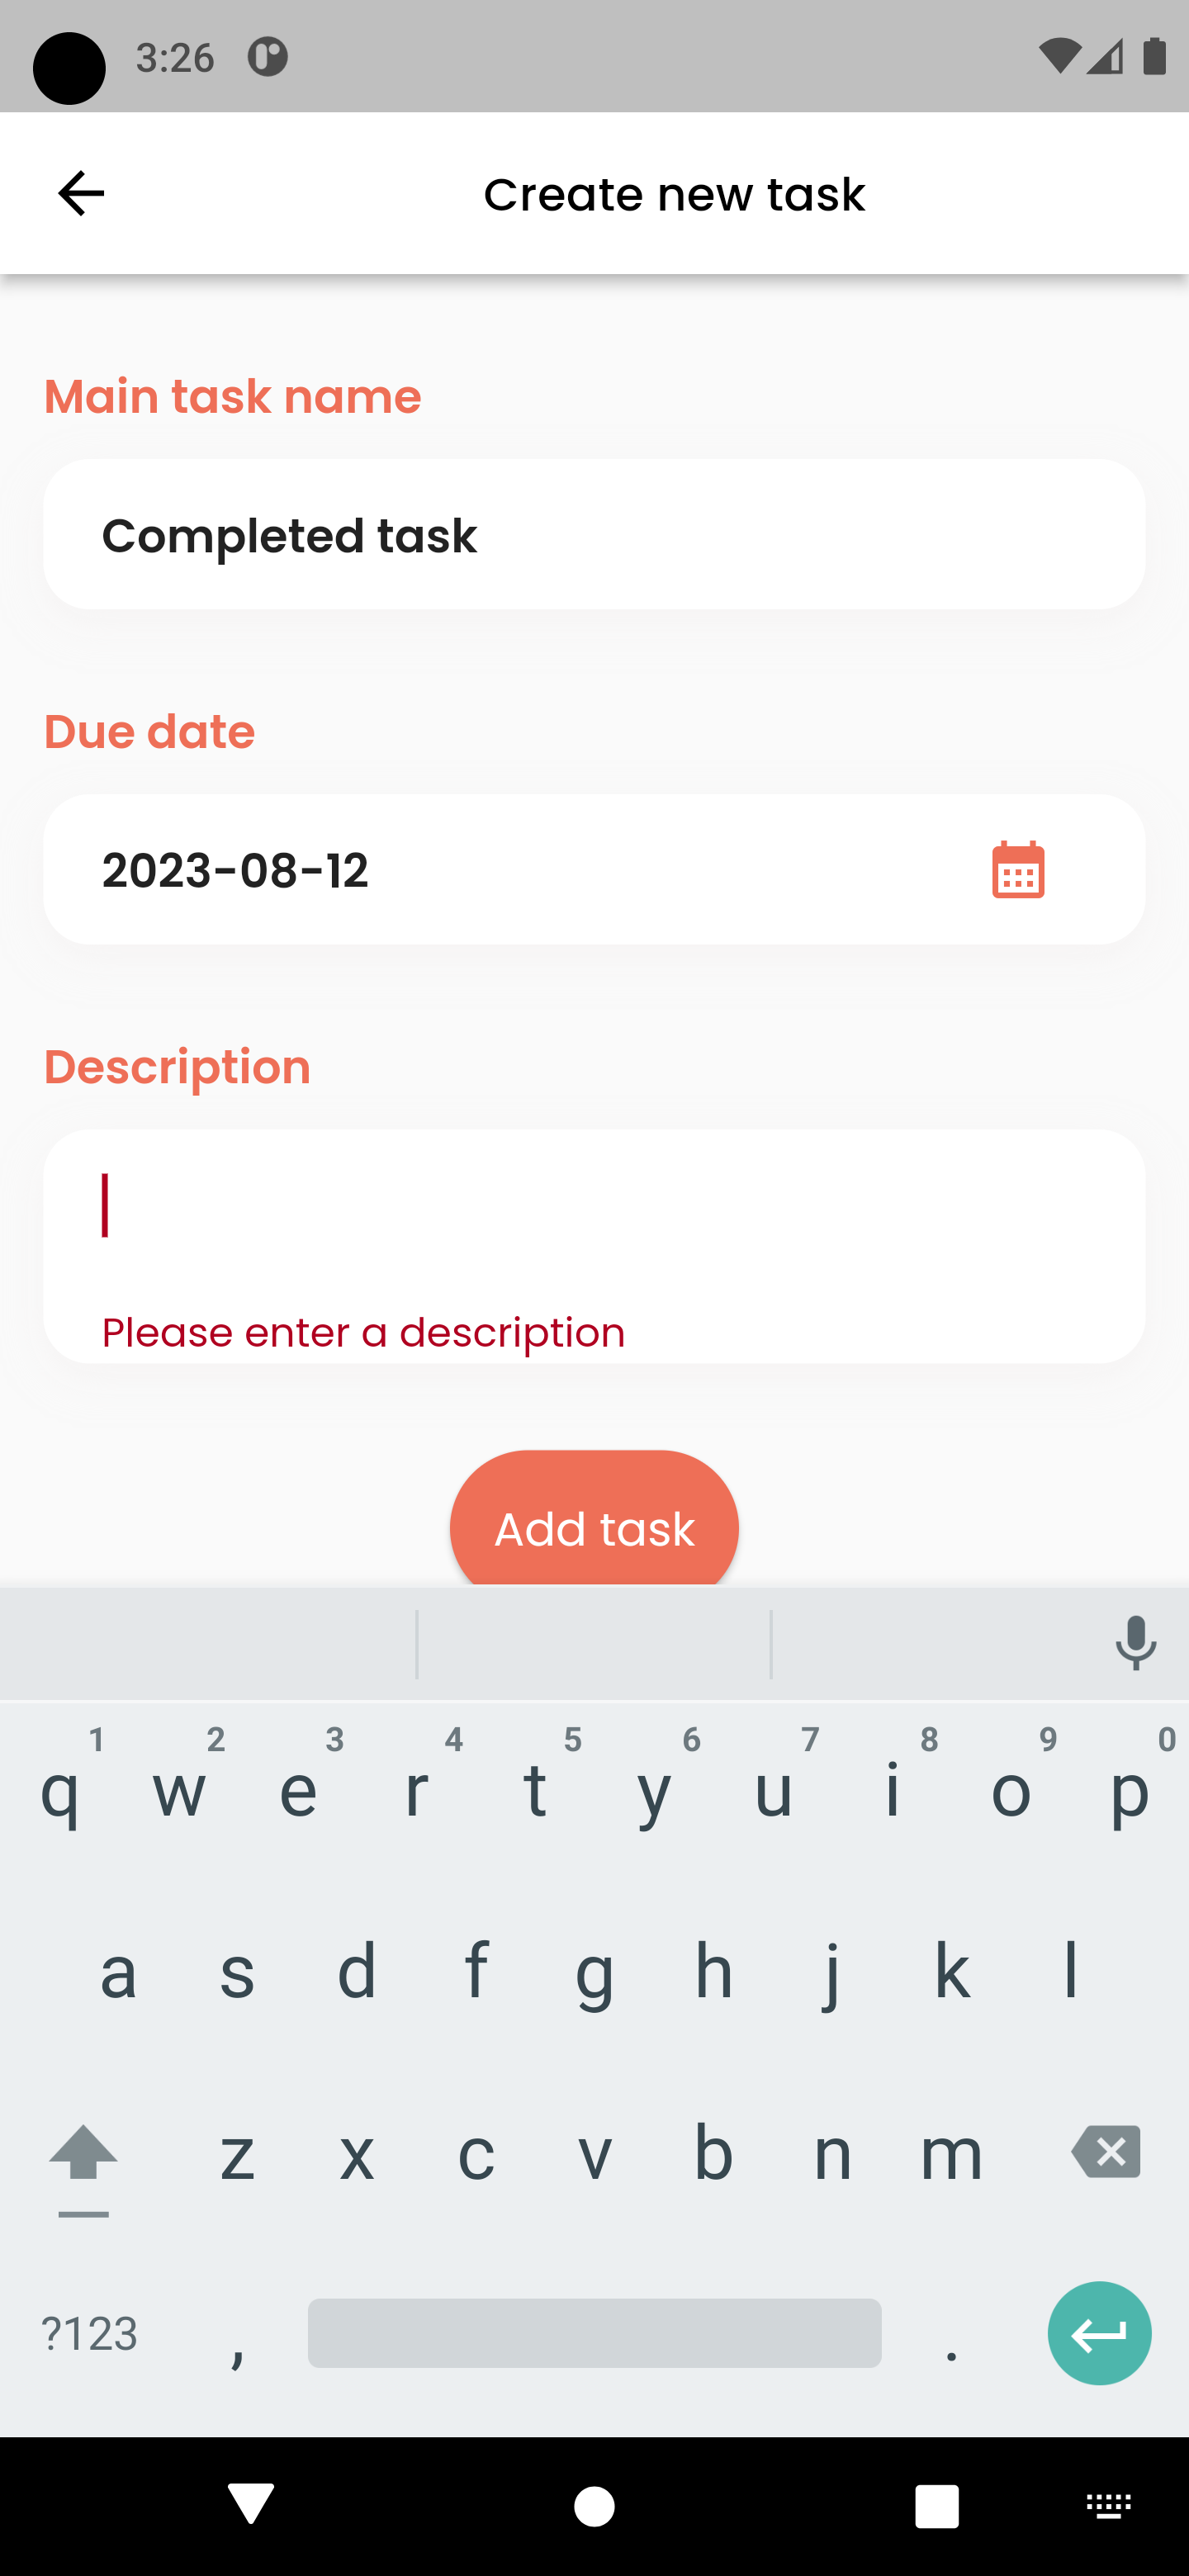 3:26
Create new task
Main task name
Completed task
Due date
2023-08-12
Description
Please enter a description
Add task
1 2 3 4 5 6 7 8 9 0
q w e r t y u i o p
a s d f g h j k l
z x c v b n m
?123 , .